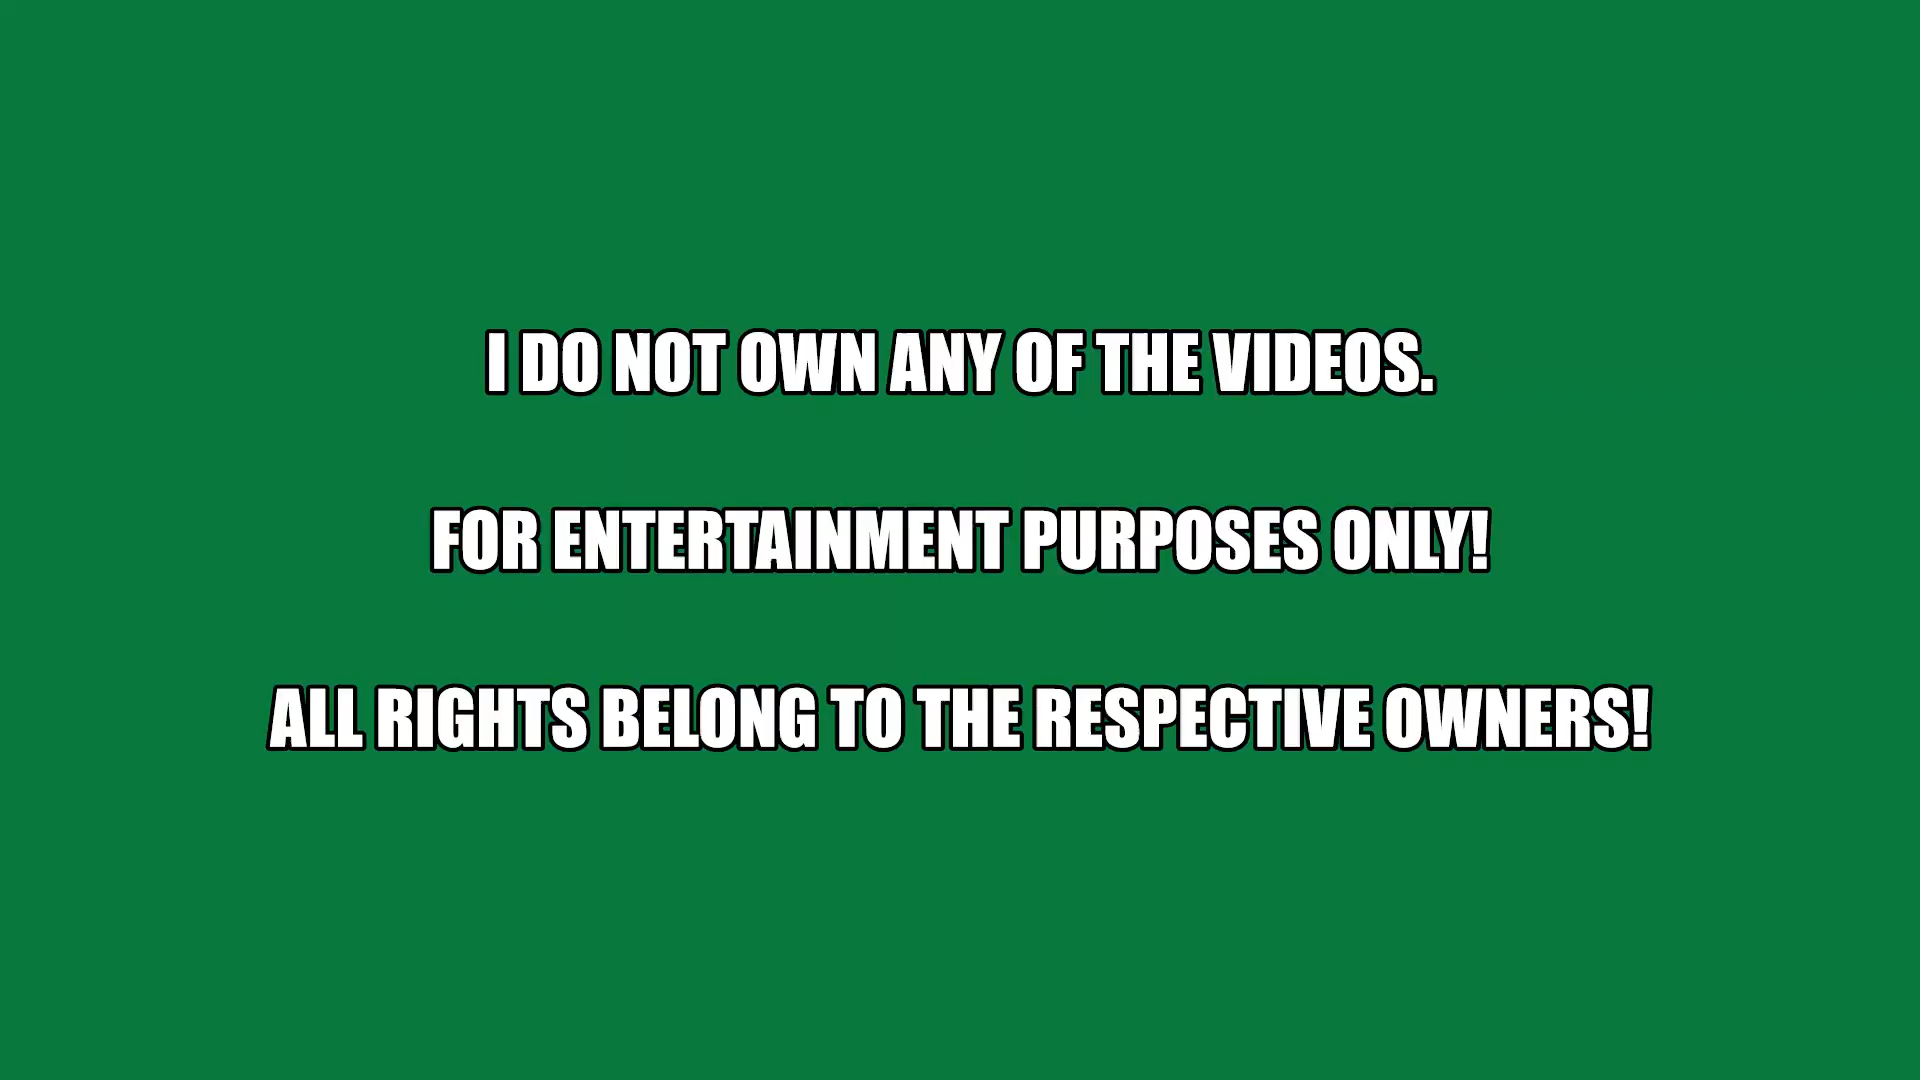 I DO NOT OWN ANY OF THE VIDEOS.
FOR ENTERTAINMENT PURPOSES ONLY!
ALL RIGHTS BELONG TO THE RESPECTIVE OWNERS!